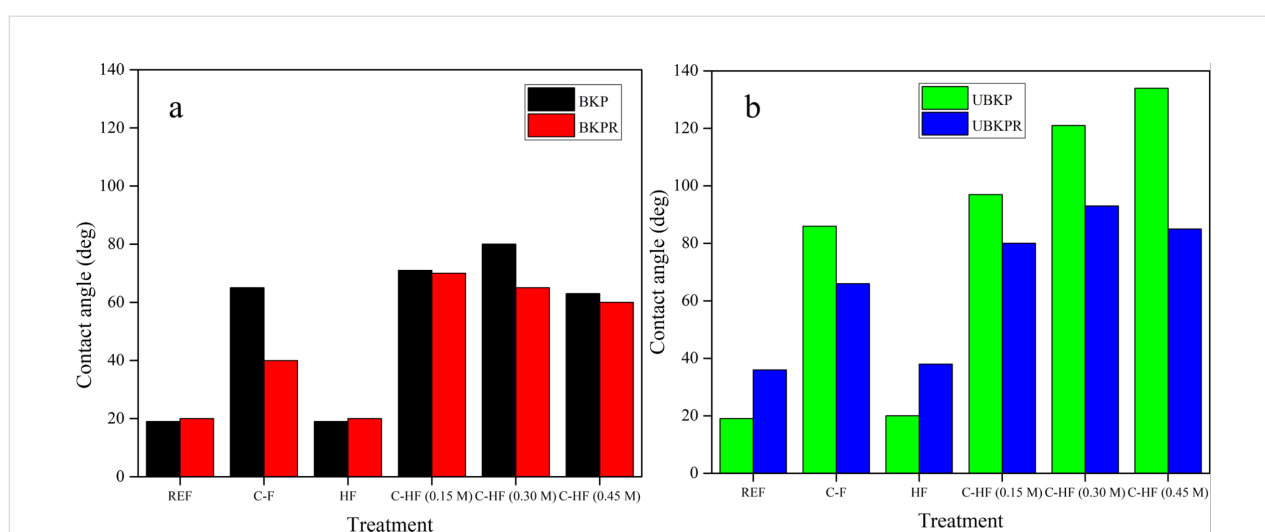 a
BKP
BKPR
140
120
100
80
60
40
20
0
Contact angle (deg)
REF C-F HF C-HF (0.15 M) C-HF (0.30 M) C-HF (0.45 M)
Treatment
b
UBKP
UBKPR
140
120
100
80
60
40
20
0
Contact angle (deg)
REF C-F HF C-HF (0.15 M) C-HF (0.30 M) C-HF (0.45 M)
Treatment